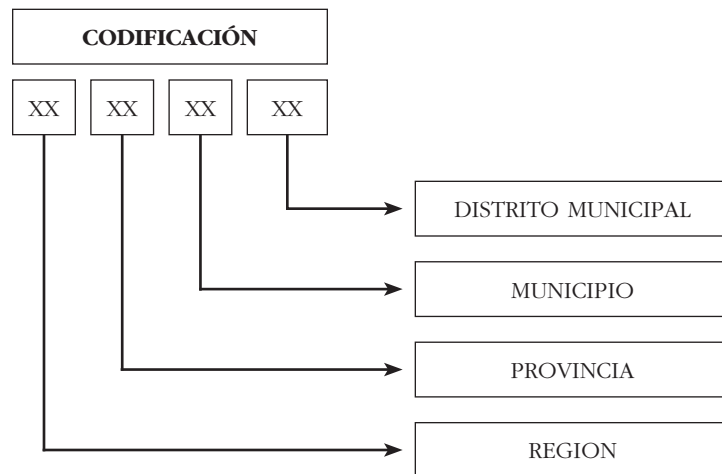 CODIFICACIÓN
XX XX XX XX
DISTRITO MUNICIPAL
MUNICIPIO
PROVINCIA
REGION